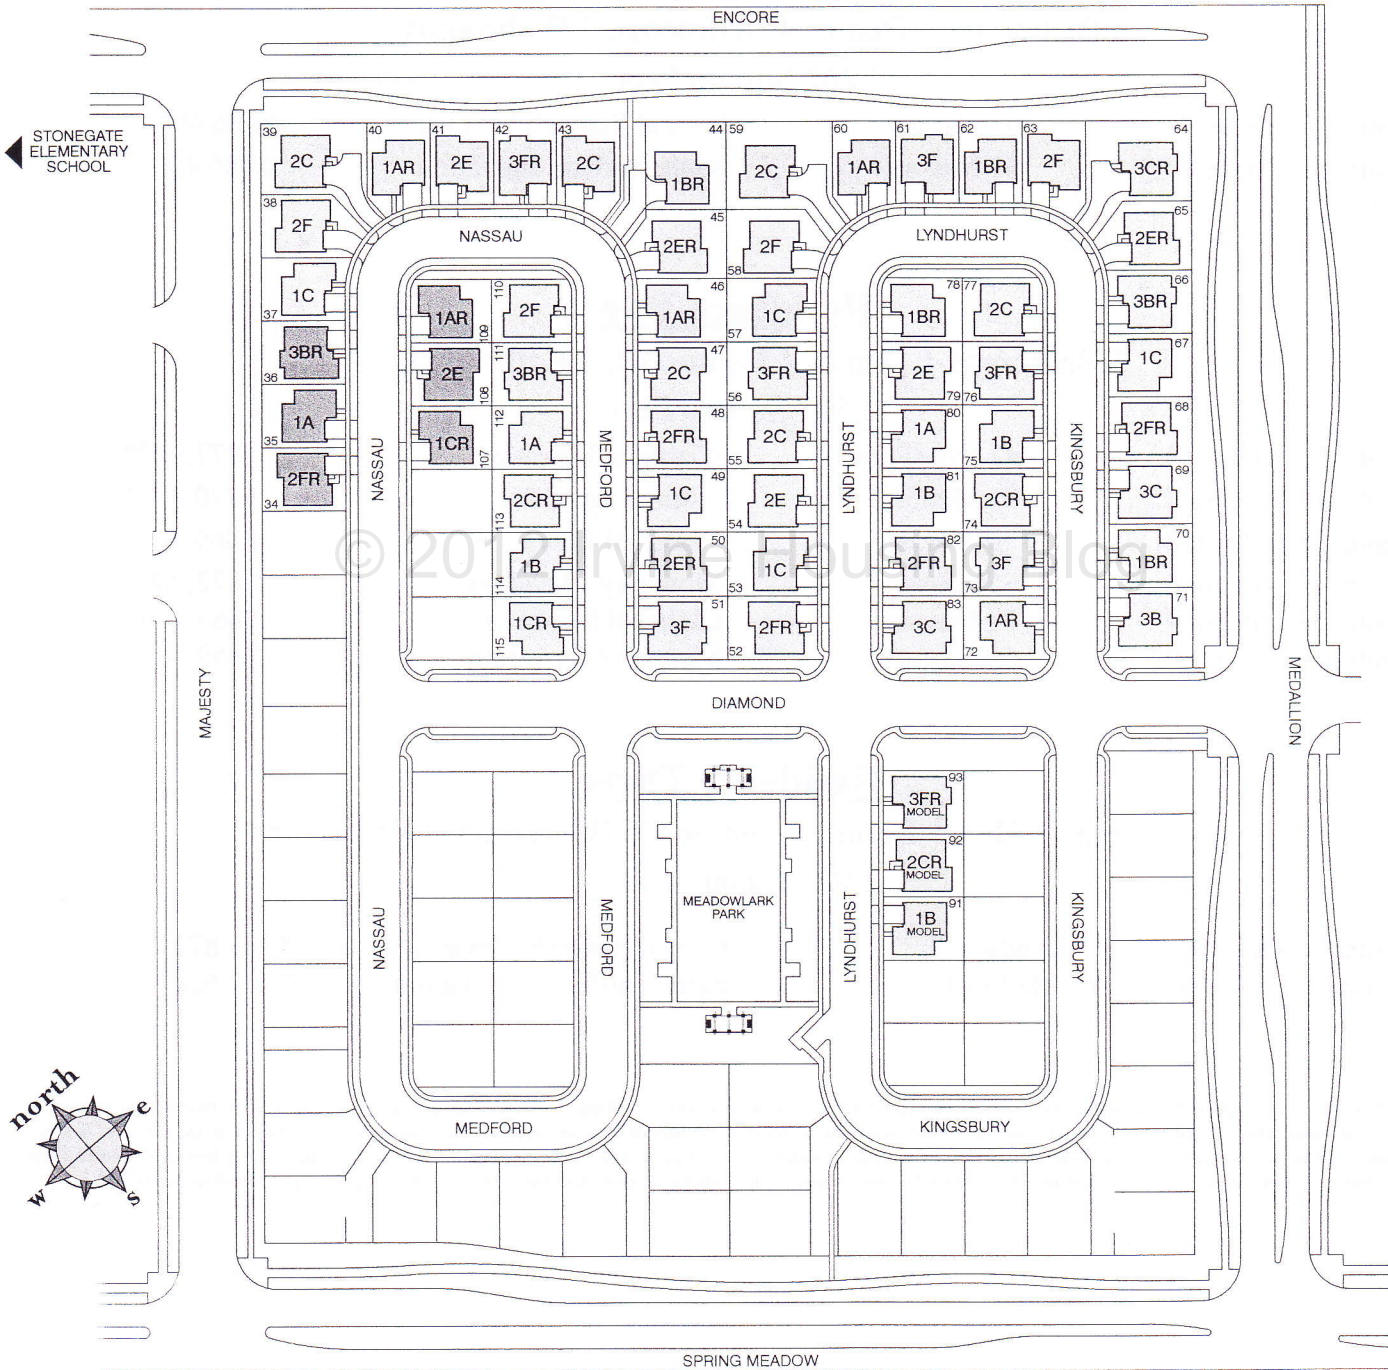 ENCORE
STONEGATE
ELEMENTARY
SCHOOL
39
40
41
42
43
44
59
60
61
62
63
64
2C
1AR
2E
3FR
2C
1BR
2C
1AR
3F
1BR
2F
3CR
38
45
65
2F
NASSAU
2ER
2F
LYNDHURST
2ER
58
37
1C
110
46
78
77
66
1AR
2F
1AR
1C
1BR
2C
3BR
109
57
3BR
111
47
67
36
2E
3BR
2C
3FR
2E
3FR
1C
108
56
79
76
1A
112
48
80
68
35
1CR
1A
2FR
2C
1A
1B
2FR
107
55
75
2FR
NASSAU
MEDFORD
LYNDHURST
KINGSBURY
34
49
81
69
2CR
1C
2E
1B
2CR
3C
113
54
74
© 2012 Irvine Housing Blog
50
82
70
1B
2ER
1C
2FR
3F
1BR
114
53
73
51
83
71
1CR
3F
2FR
3C
1AR
3B
115
52
72
MAJESTY
DIAMOND
MEDALLION
93
3FR
MODEL
92
2CR
MODEL
91
1B
MODEL
MEADOWLARK
PARK
NASSAU
MEDFORD
LYNDHURST
KINGSBURY
north
e
w
s
MEDFORD
KINGSBURY
SPRING MEADOW